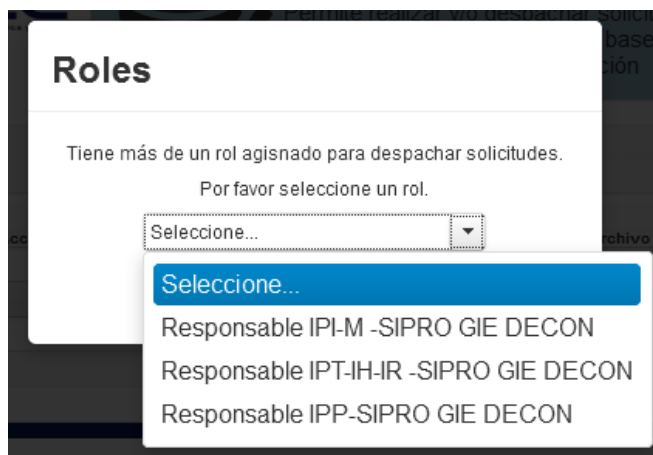 Permite realizar y/o despachar solici
base
ción
Roles
Tiene más de un rol agisnado para despachar solicitudes.
Por favor seleccione un rol.
Seleccione...
rchivo
Seleccione...
Responsable IPI-M -SIPRO GIE DECON
Responsable IPT-IH-IR -SIPRO GIE DECON
Responsable IPP-SIPRO GIE DECON